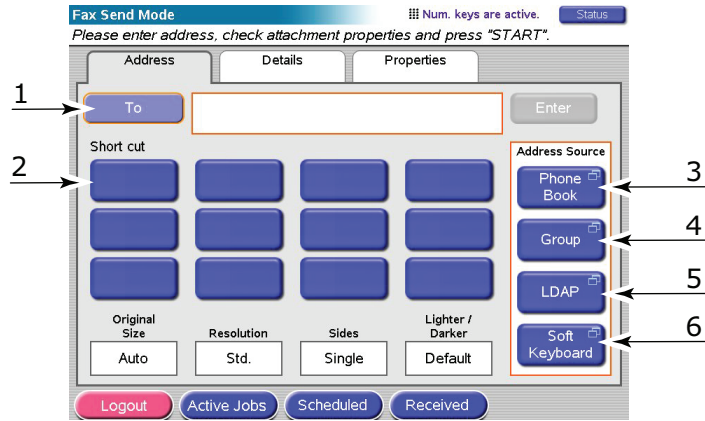 Fax Send Mode
Num. keys are active.
Status
Please enter address, check attachment properties and press "START".
Address
Details
Properties
1
To
Enter
Short cut
Address Source
2
Phone
Book
3
Group
4
LDAP
5
Soft
Keyboard
6
Original
Size
Resolution
Sides
Lighter /
Darker
Auto
Std.
Single
Default
Logout
Active Jobs
Scheduled
Received